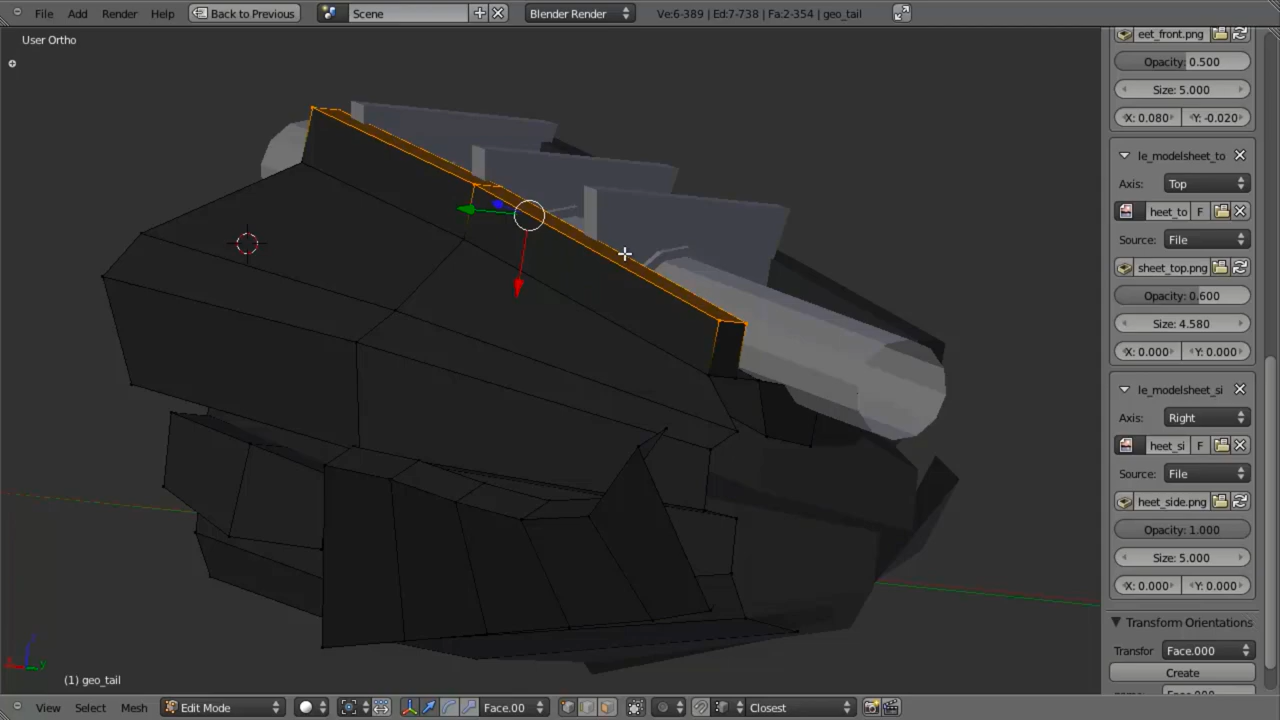 File Add Render Help Back to Previous Scene Blender Render Ve:6-389 | Ed:7-738 | Fa:2-354 | geo_tail
User Ortho
eet_front.png
Opacity: 0.500
Size: 5.000
X: 0.080 Y: -0.020
le_modelsheet_to
Axis: Top
heet_to F
Source: File
sheet_top.png
Opacity: 0.600
Size: 4.580
X: 0.000 Y: 0.000
le_modelsheet_si
Axis: Right
heet_si F
Source: File
heet_side.png
Opacity: 1.000
Size: 5.000
X: 0.000 Y: 0.000
Transform Orientations
Transfor Face.000
Create
(1) geo_tail
View Select Mesh Edit Mode Face.00 Closest